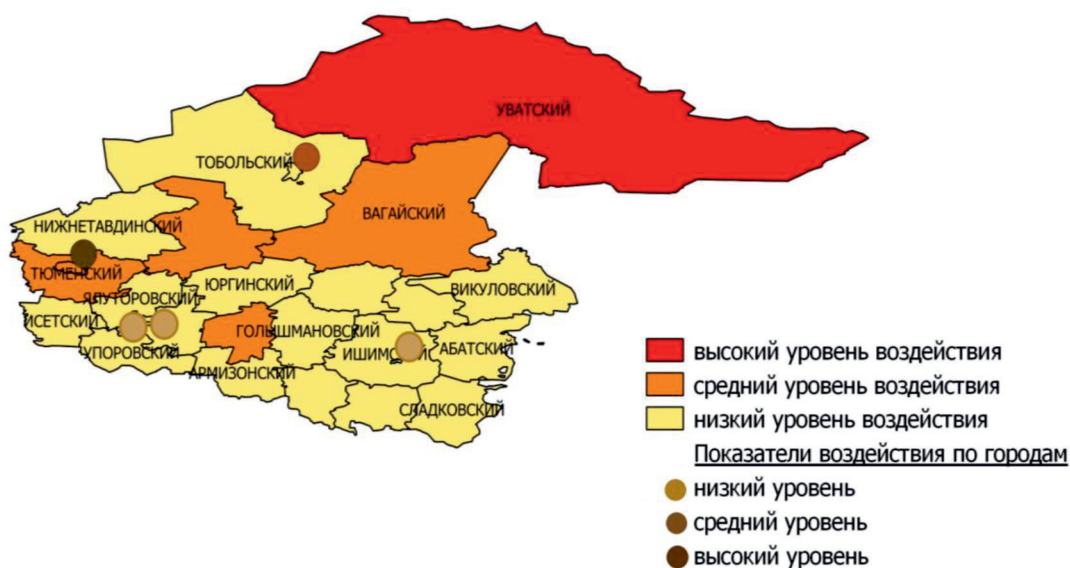 УВАТСКИЙ
ТОБОЛЬСКИЙ
ВАГАЙСКИЙ
НИЖНЕТАВДИНСКИЙ
ТЮМЕНСКИЙ
ЮРГИНСКИЙ
ВИКУЛОВСКИЙ
ЯЛУТОРОВСКИЙ
ИСЕТСКИЙ
ГОЛЫШМАНОВСКИЙ
УПОРОВСКИЙ
ИШИМСКИЙ
АБАТСКИЙ
АРМИЗОНСКИЙ
СЛАДКОВСКИЙ
высокий уровень воздействия
средний уровень воздействия
низкий уровень воздействия
Показатели воздействия по городам
низкий уровень
средний уровень
высокий уровень